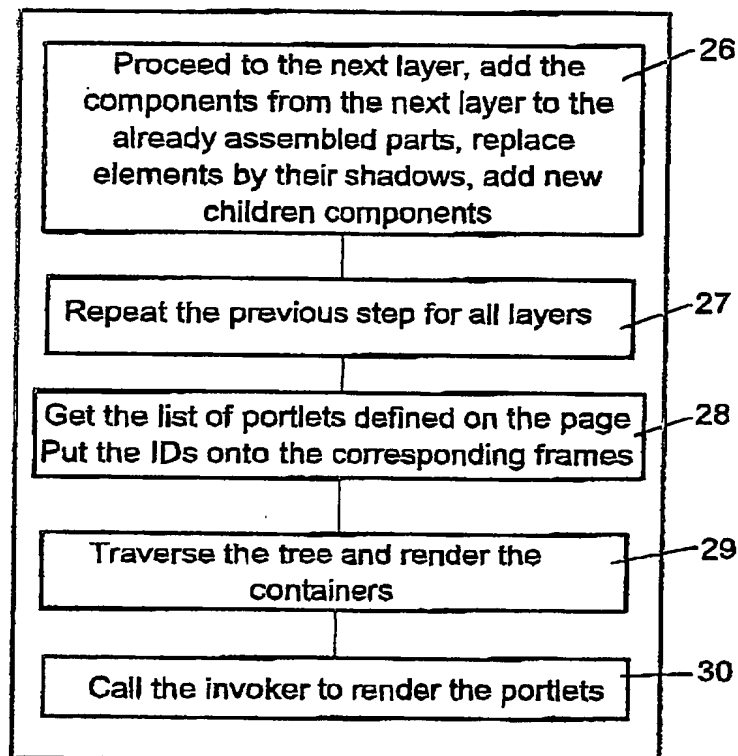 Proceed to the next layer, add the
components from the next layer to the
already assembled parts, replace
elements by their shadows, add new
children components
26
Repeat the previous step for all layers
27
Get the list of portlets defined on the page
Put the IDs onto the corresponding frames
28
Traverse the tree and render the
containers
29
Call the invoker to render the portlets
30